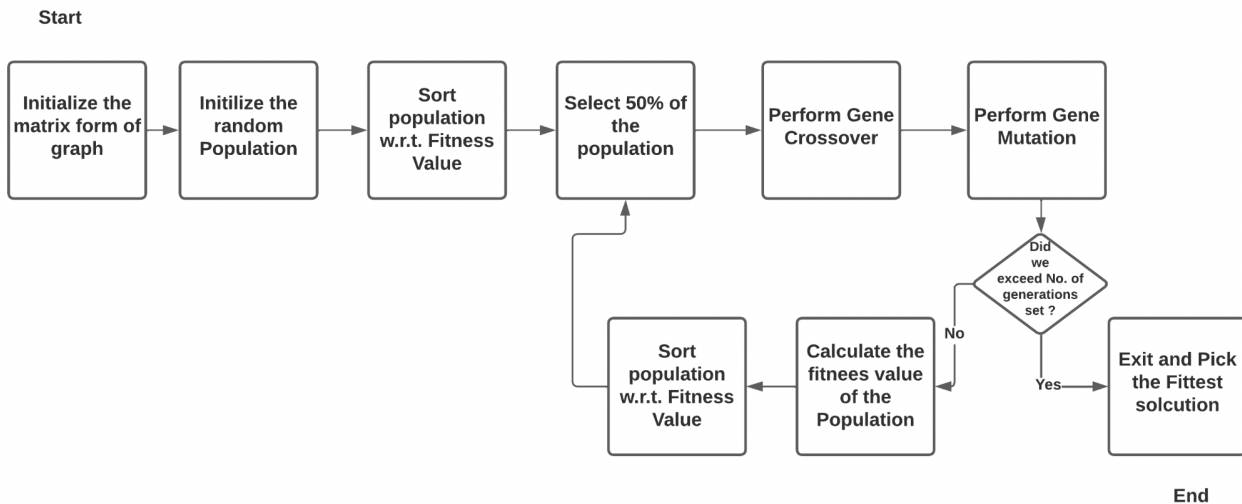 Start
Initialize the
matrix form of
graph
Initilize the
random
Population
Sort
population
w.r.t. Fitness
Value
Select 50% of
the
population
Perform Gene
Crossover
Perform Gene
Mutation
Did
we
exceed No. of
generations
set ?
No
Yes
Sort
population
w.r.t. Fitness
Value
Calculate the
fitnees value
of the
Population
Exit and Pick
the Fittest
solcution
End